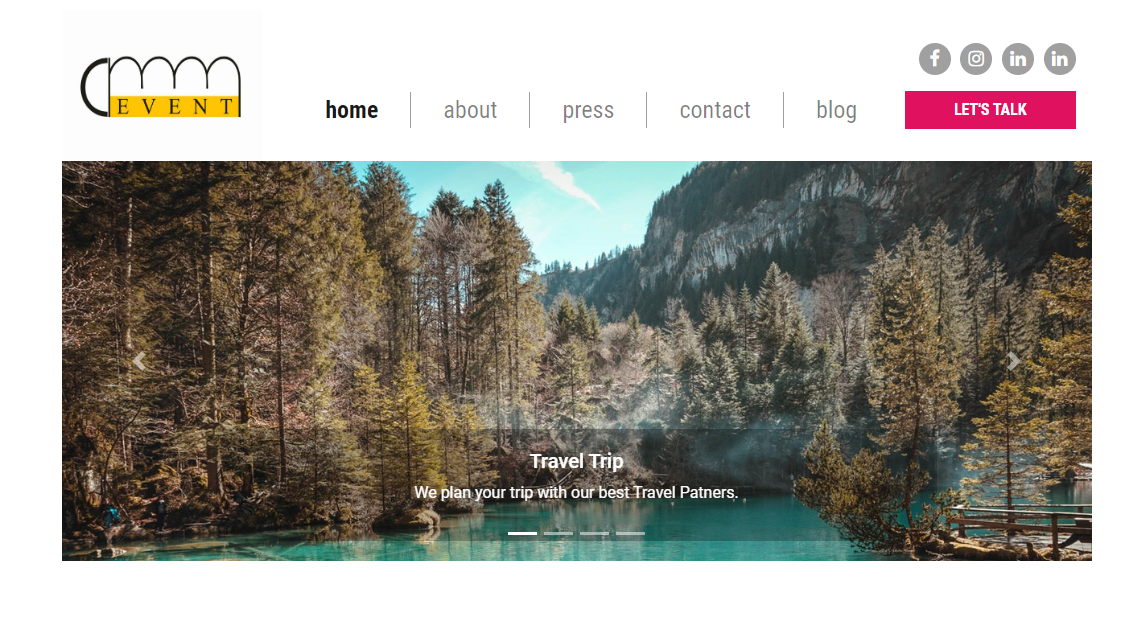 EVENT
home
about
press
contact
blog
LET'S TALK
Travel Trip
We plan your trip with our best Travel Patners.